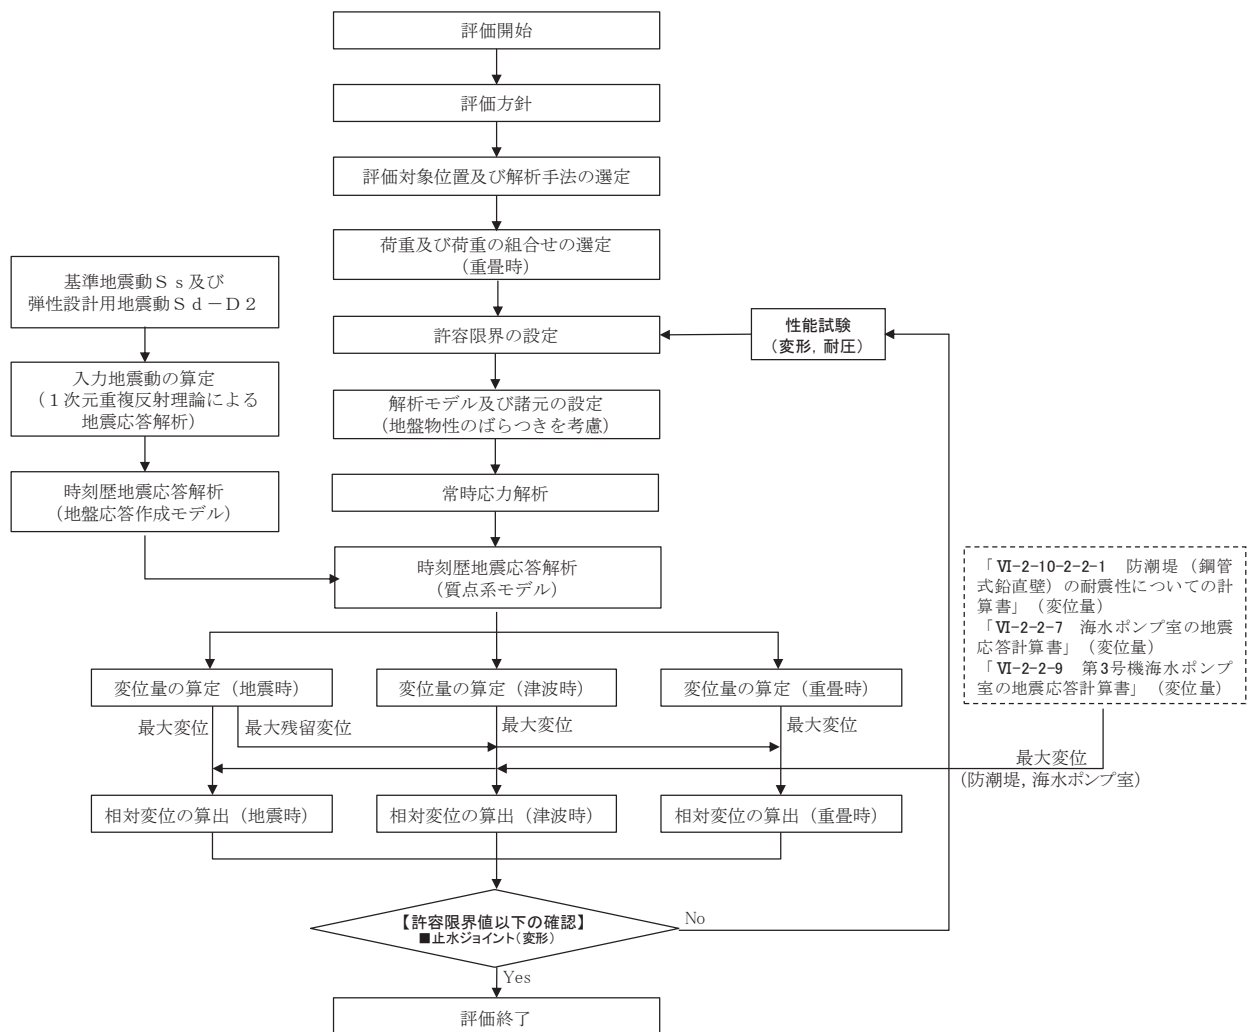 評価開始
評価方針
評価対象位置及び解析手法の選定
荷重及び荷重の組合せの選定
(重畳時)
基準地震動Ss及び
弾性設計用地震動Sd-D2
許容限界の設定
性能試験
(変形,耐圧)
入力地震動の算定
(1次元重複反射理論による
地震応答解析)
解析モデル及び諸元の設定
(地盤物性のばらつきを考慮)
時刻歴地震応答解析
(地盤応答作成モデル)
常時応力解析
時刻歴地震応答解析
(質点系モデル)
「Ⅵ-2-10-2-2-1 防潮堤(鋼管
式鉛直壁)の耐震性についての計
算書」(変位量)
「Ⅵ-2-2-7 海水ポンプ室の地震
応答計算書」(変位量)
「Ⅵ-2-2-9 第3号機海水ポンプ
室の地震応答計算書」(変位量)
変位量の算定(地震時)
変位量の算定(津波時)
変位量の算定(重畳時)
最大変位
最大残留変位
最大変位
最大変位
最大変位
(防潮堤,海水ポンプ室)
相対変位の算出(地震時)
相対変位の算出(津波時)
相対変位の算出(重畳時)
【許容限界値以下の確認】
■止水ジョイント(変形)
No
Yes
評価終了